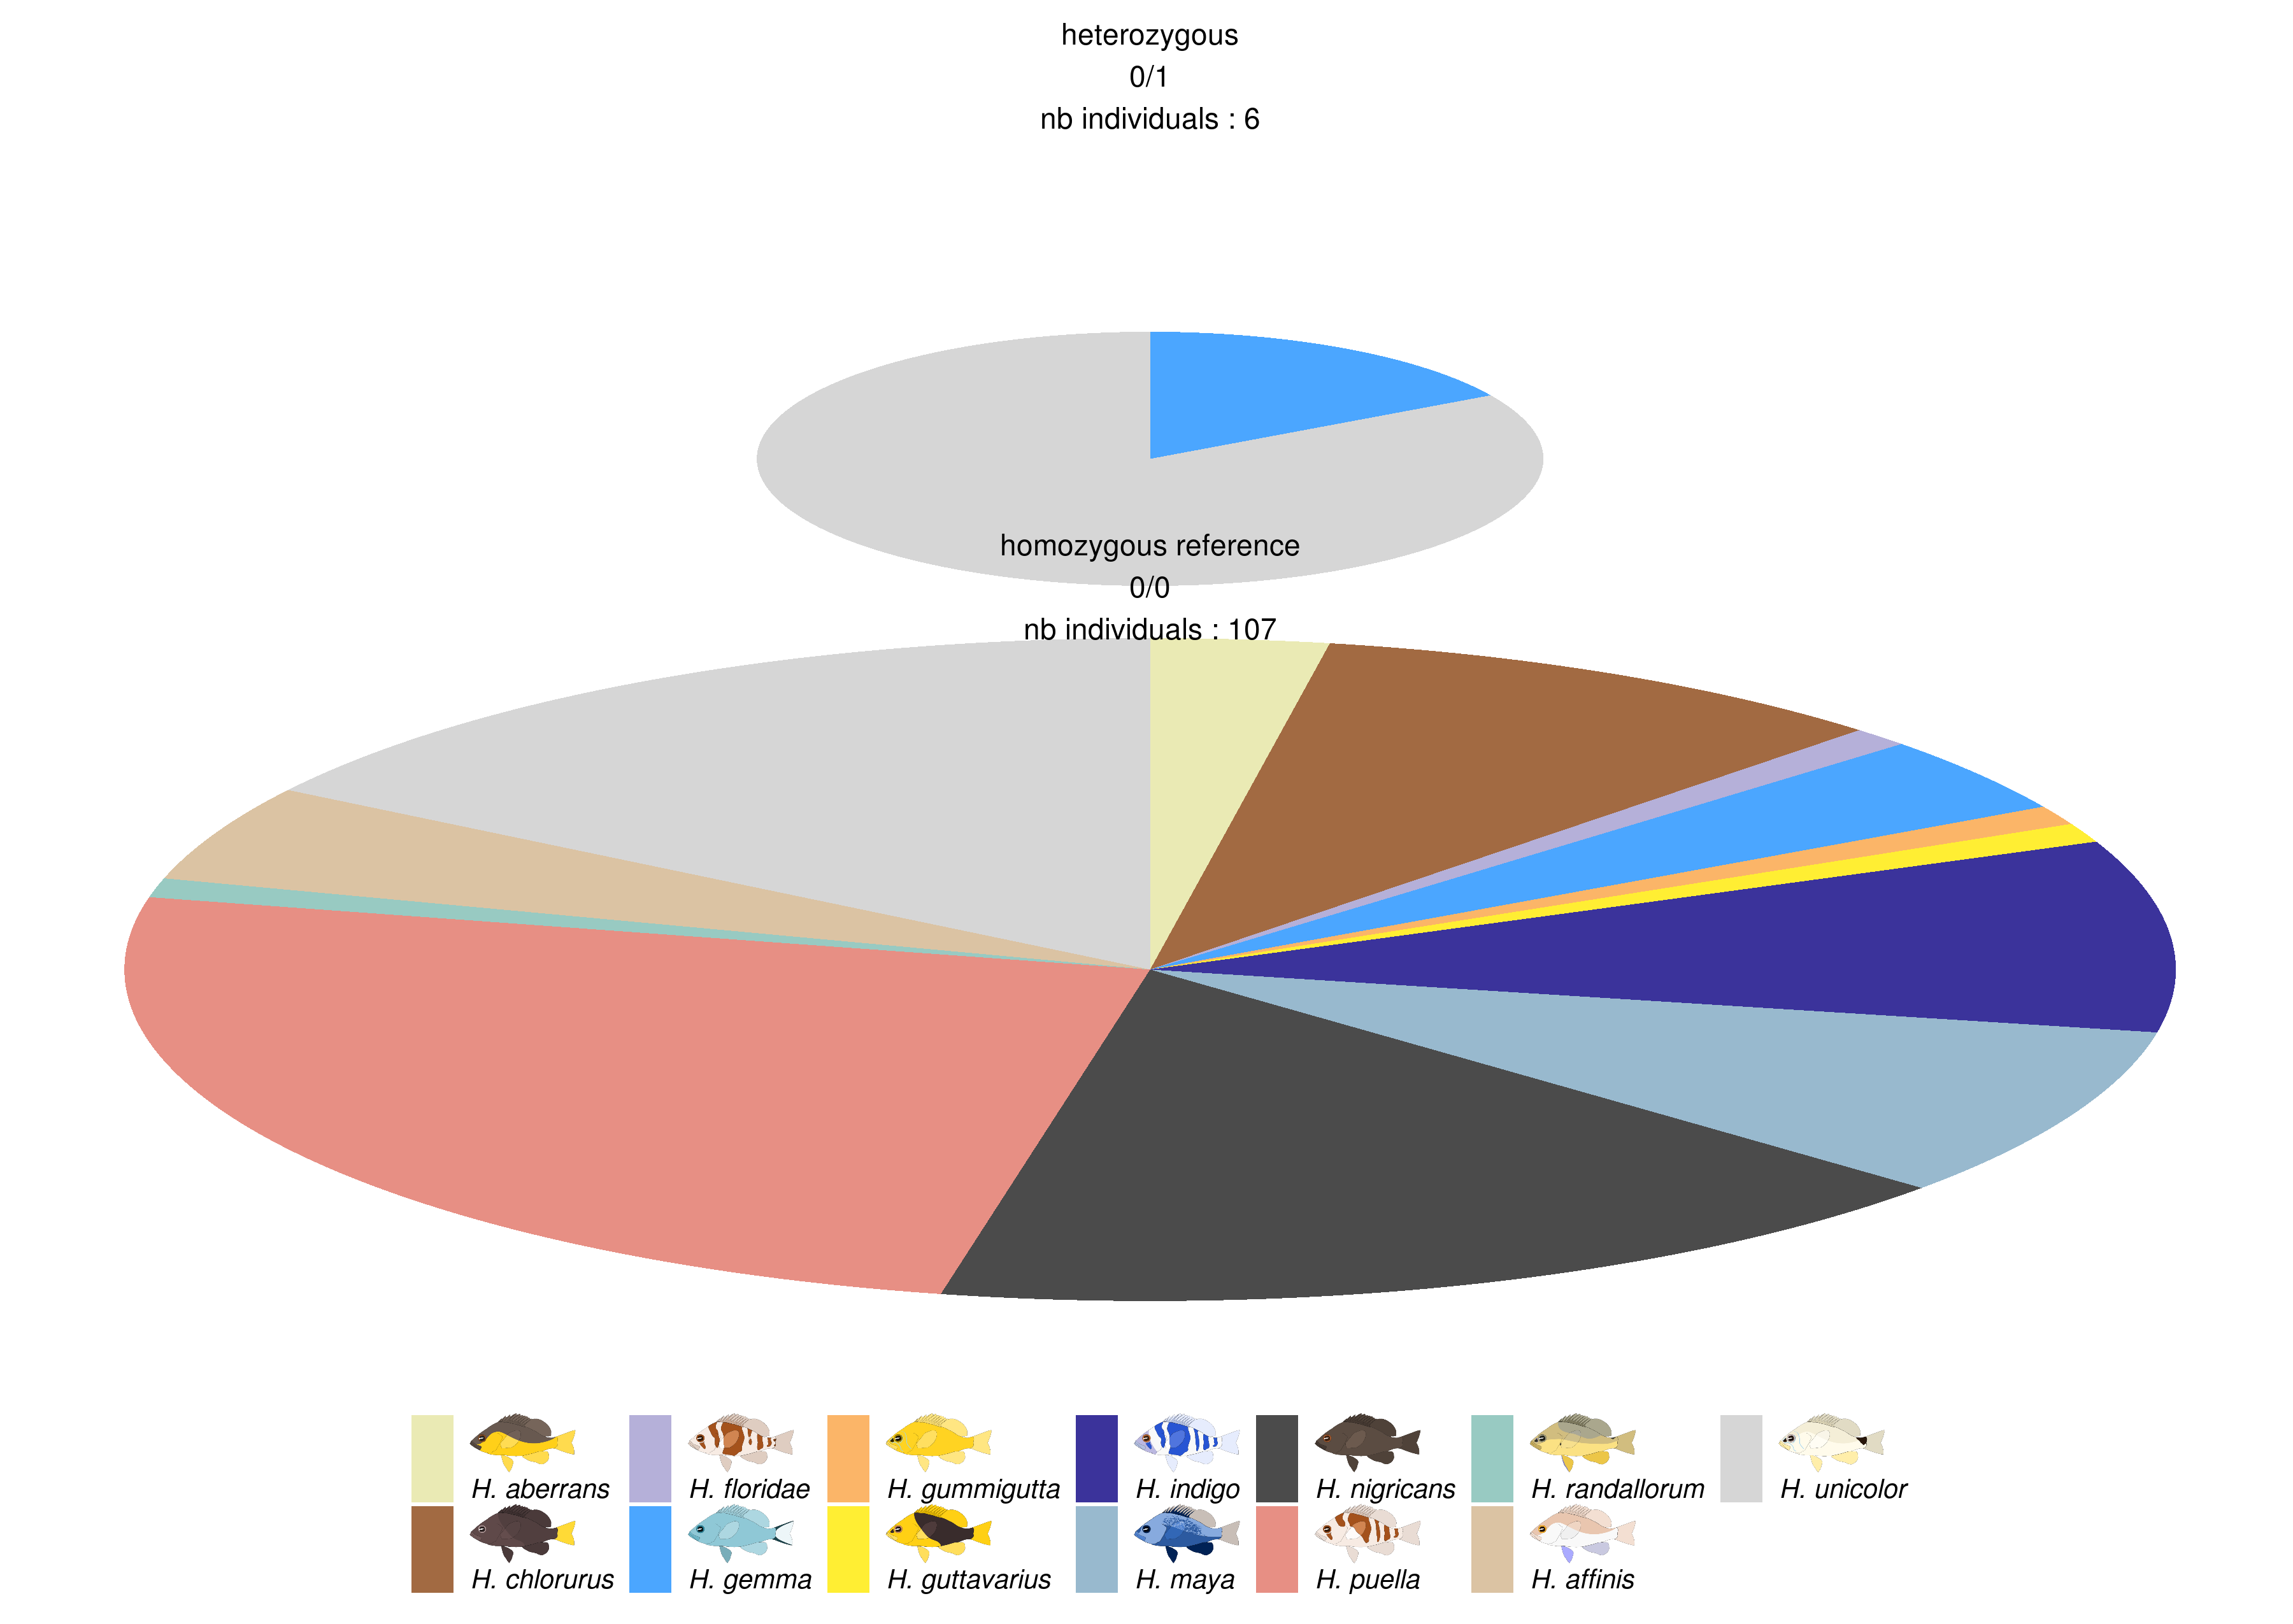 heterozygous
0/1
nb individuals : 6
homozygous reference
0/0
nb individuals : 107
H. aberrans
H. floridae
H. gummigutta
H. indigo
H. nigricans
H. randallorum
H. unicolor
H. chlorurus
H. gemma
H. guttavarius
H. maya
H. puella
H. affinis